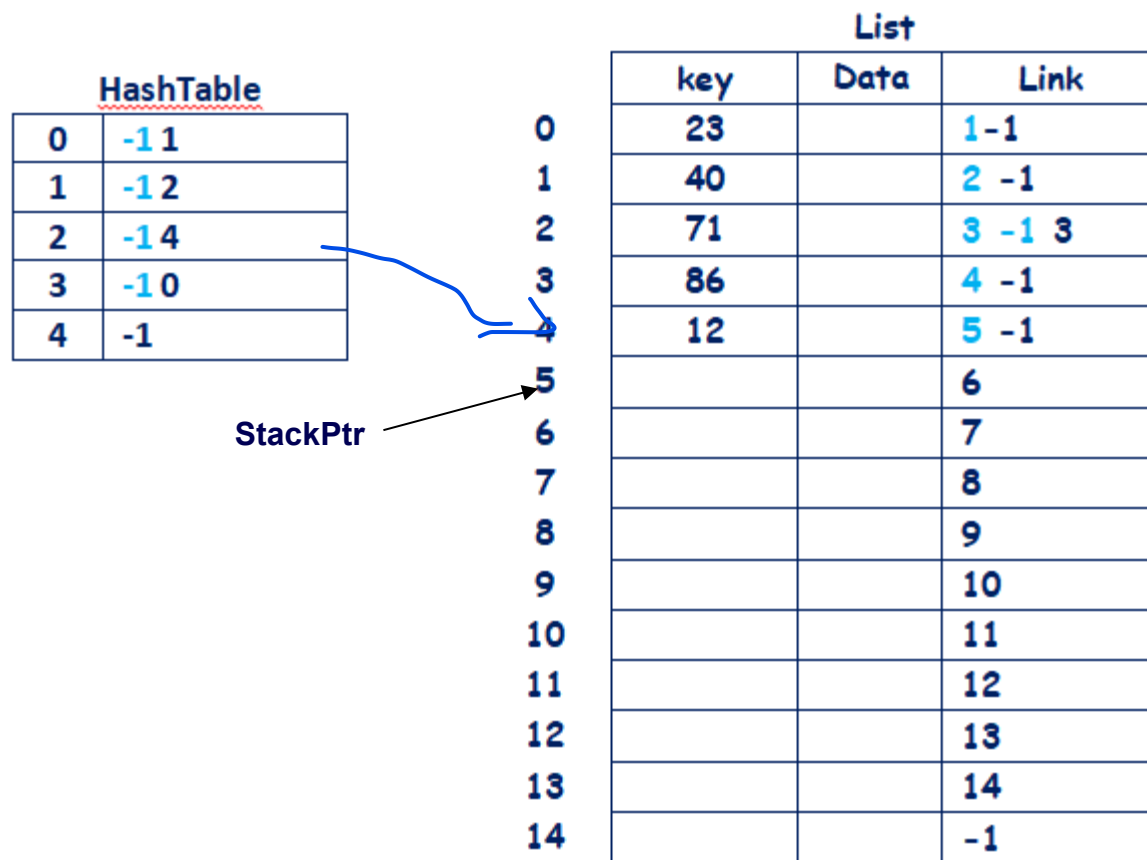 List
HashTable
key Data Link
0 -1 1
1 -1 2
2 -1 4
3 -1 0
4 -1
StackPtr
0 23 1 -1
1 40 2 -1
2 71 3 -1 3
3 86 4 -1
4 12 5 -1
5 6
6 7
7 8
8 9
9 10
10 11
11 12
12 13
13 14
14 -1